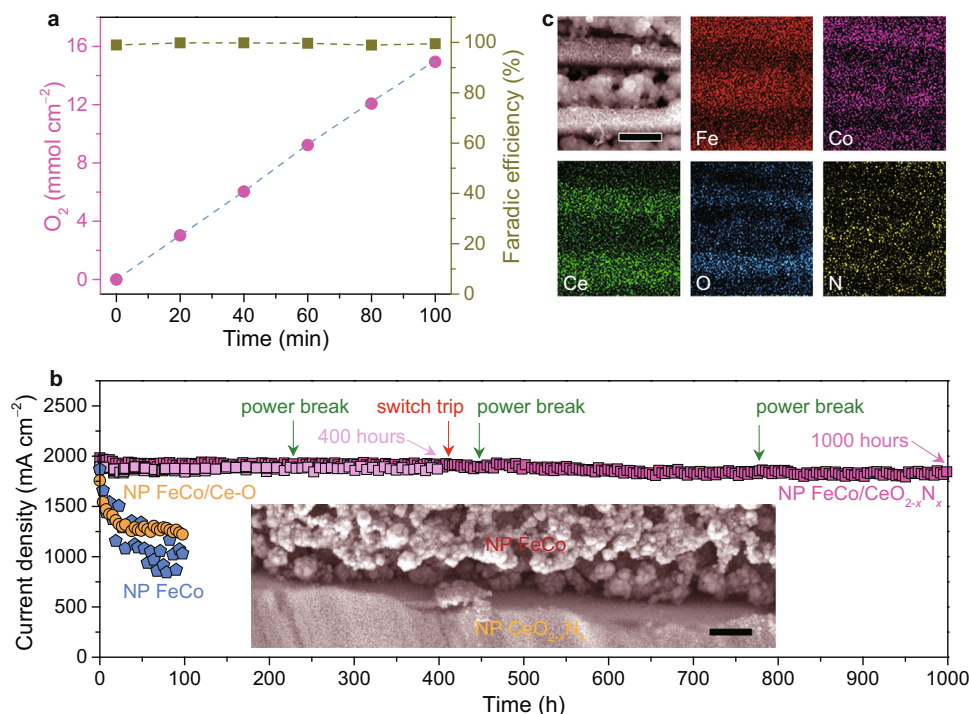 a
16
12
8
4
0
O₂ (mmol cm⁻²)
100
80
60
40
20
0
Faradic efficiency (%)
0 20 40 60 80 100
Time (min)
c
Fe
Co
Ce
O
N
b
2500
2000
1500
1000
500
0
Current density (mA cm⁻²)
power break
switch trip
power break
power break
400 hours
1000 hours
NP FeCo/Ce-O
NP FeCo/CeO₂₋ₓNₓ
NP FeCo
NP FeCo
NP CeO₂₋ₓNₓ
0 100 200 300 400 500 600 700 800 900 1000
Time (h)